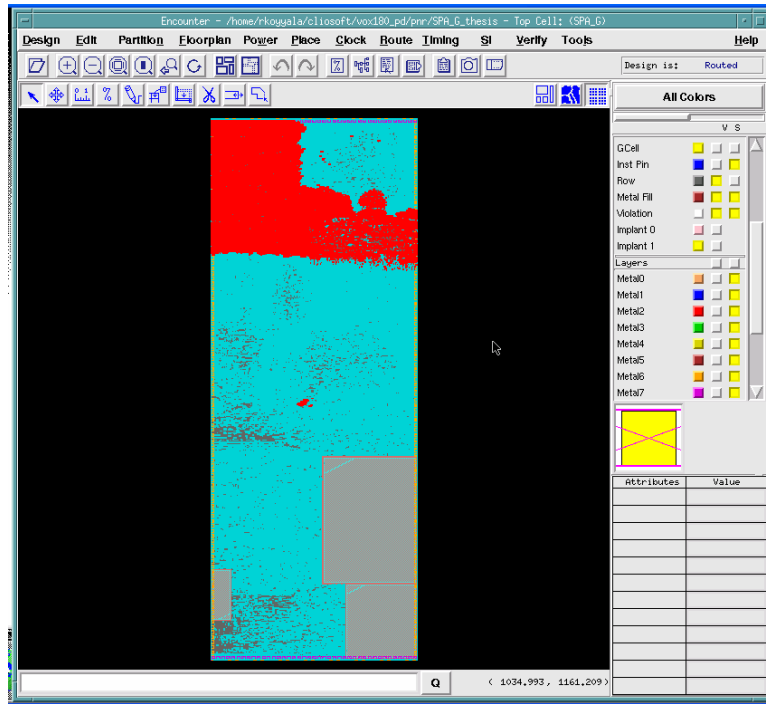 Encounter - /home/rkoyyala/cliosoft/vox180_pd/pnr/SPA_G_thesis - Top Cell: (SPA_G)
Design Edit Partition Floorplan Power Place Clock Route Timing SI Verify Tools Help
Design is: Routed
All Colors
V S
GCell
Inst Pin
Row
Metal Fill
Violation
Implant 0
Implant 1
Layers
Metal0
Metal1
Metal2
Metal3
Metal4
Metal5
Metal6
Metal7
Attributes Value
Q ( 1034.993, 1161.209)